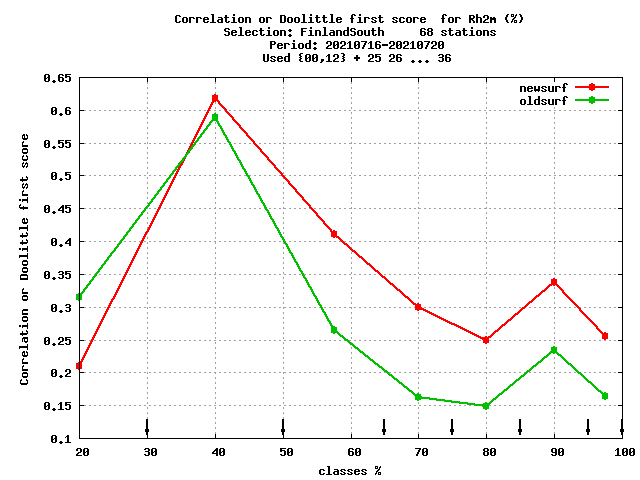 Correlation or Doolittle first score  for Rh2m (%)
Selection: FinlandSouth     68 stations
Period: 20210716-20210720
Used {00,12} + 25 26 ... 36
newsurf
oldsurf
Correlation or Doolittle first score
0.65
0.6
0.55
0.5
0.45
0.4
0.35
0.3
0.25
0.2
0.15
0.1
20 30 40 50 60 70 80 90 100
classes %